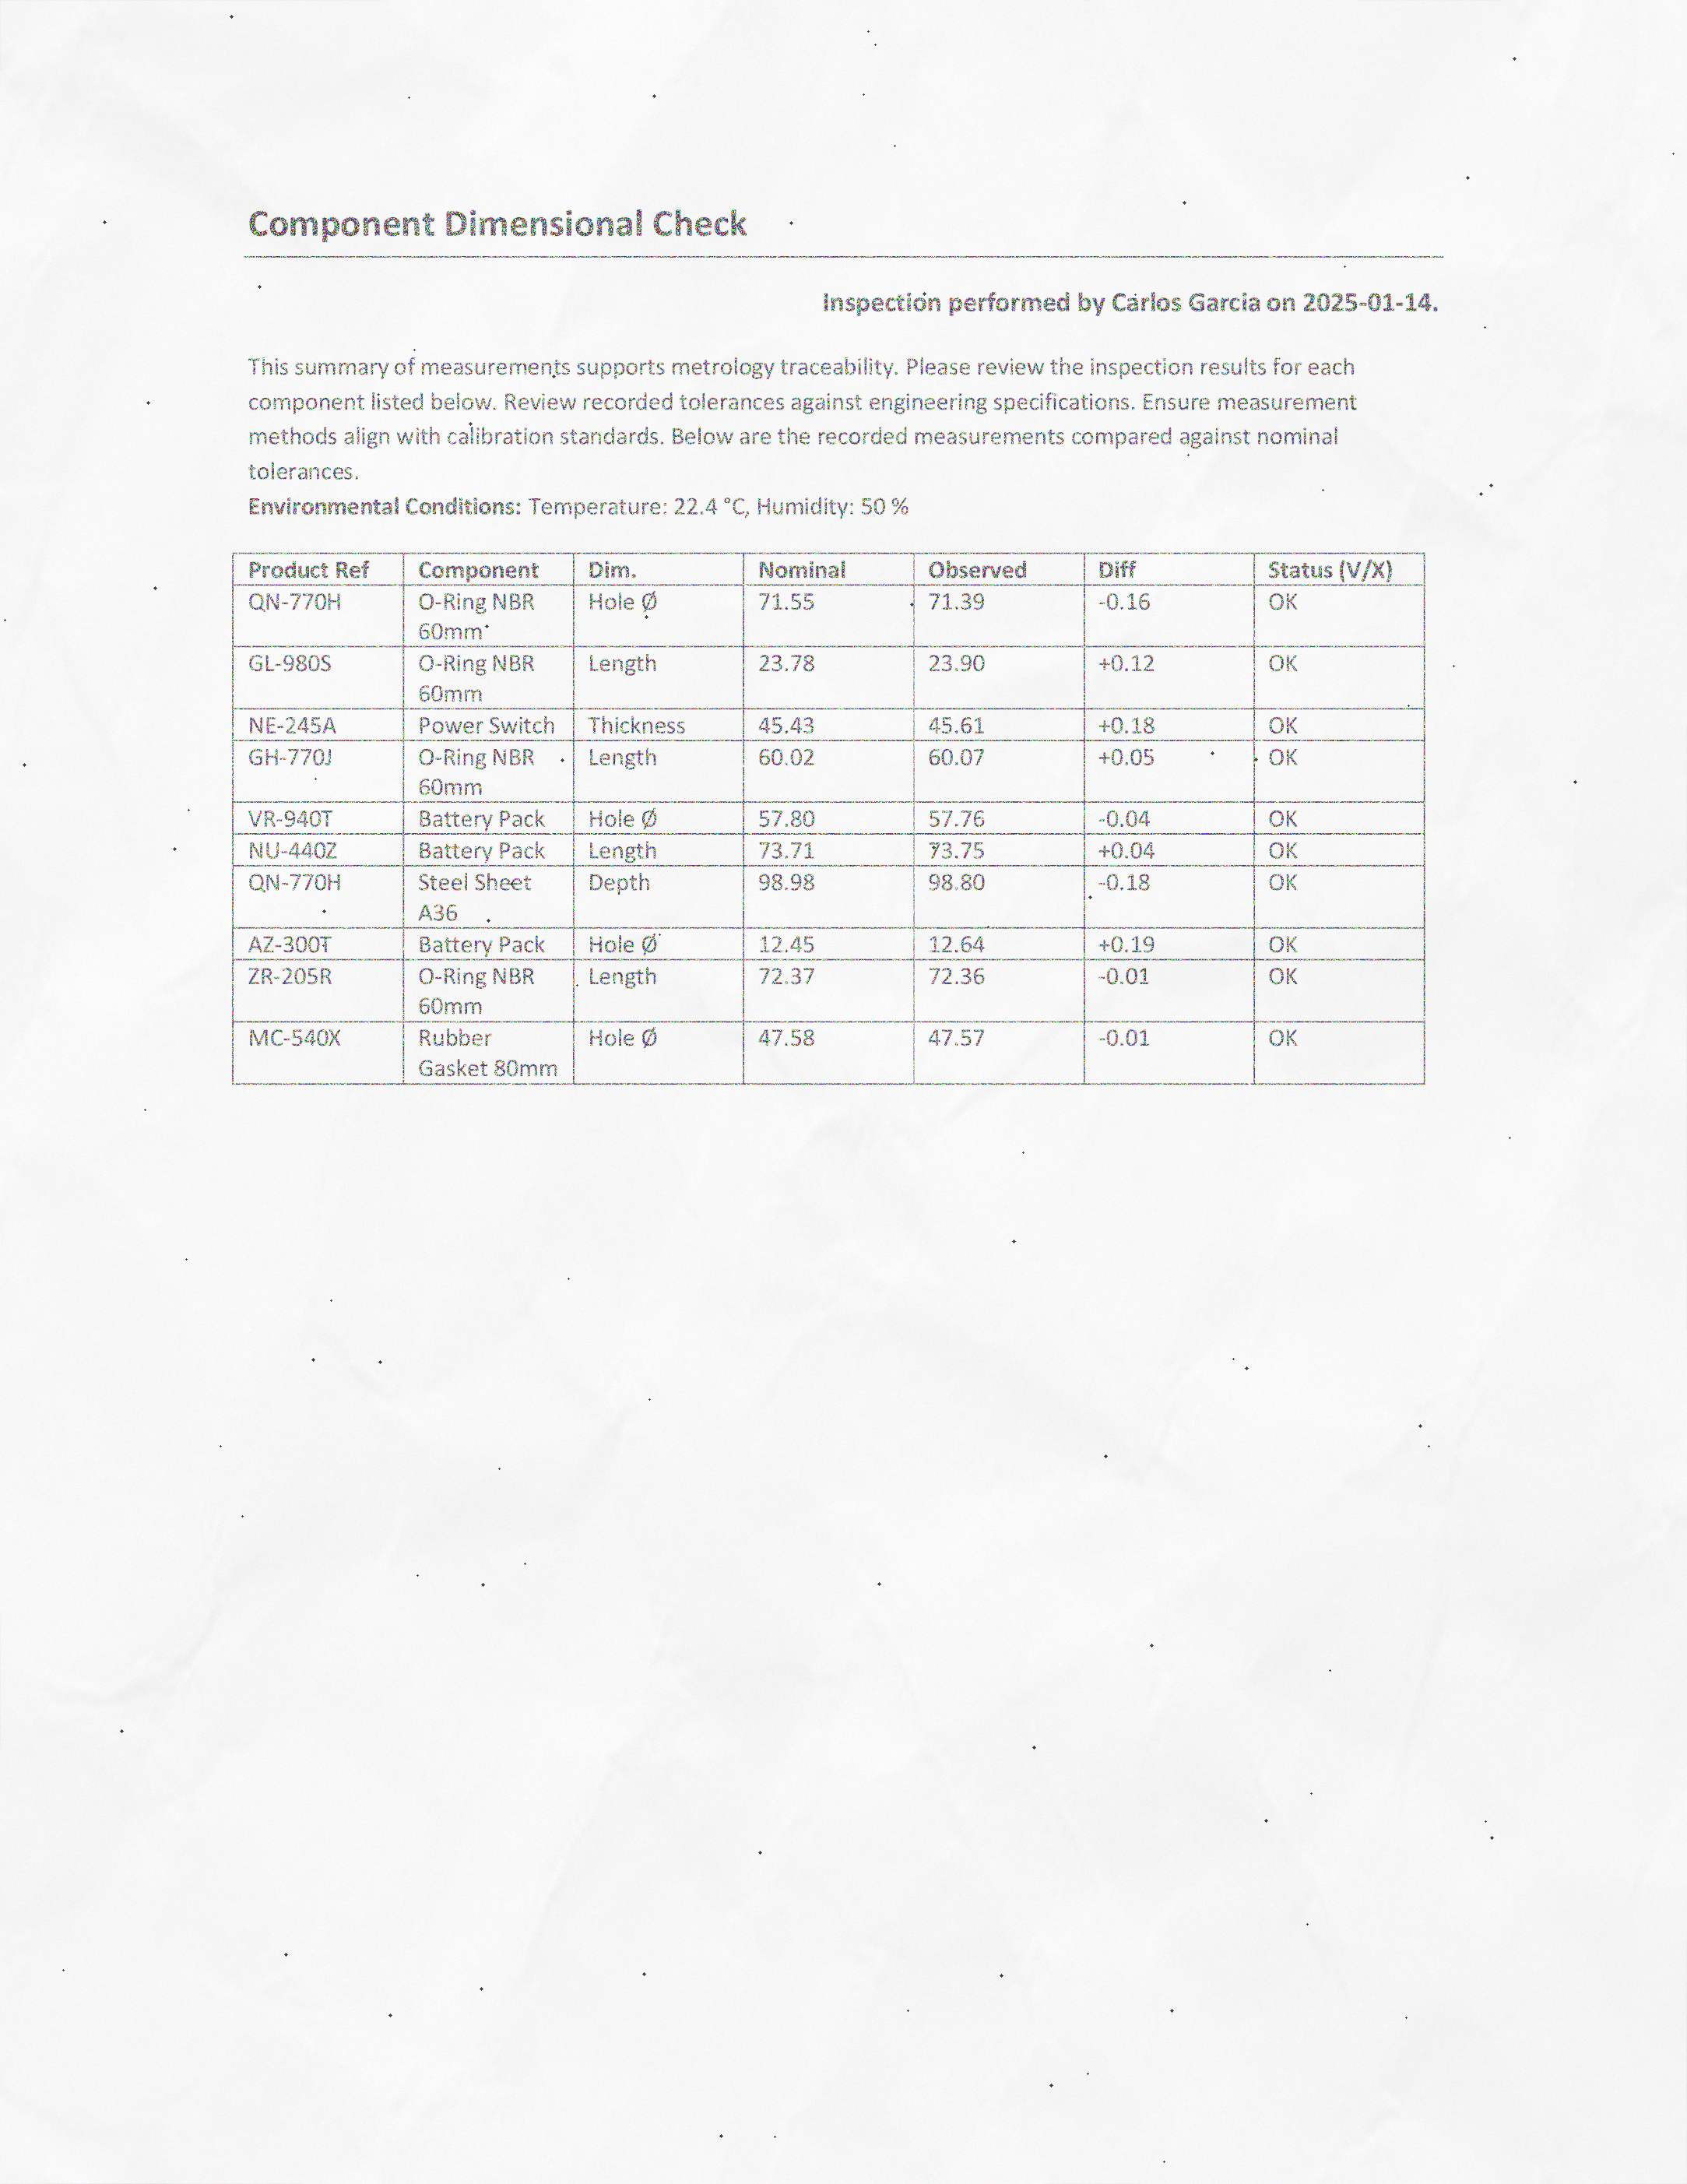 Component Dimensional Check
Inspection performed by Carlos Garcia on 2025-01-14.
This summary of measurements supports metrology traceability. Please review the inspection results for each
component listed below. Review recorded tolerances against engineering specifications. Ensure measurement
methods align with calibration standards. Below are the recorded measurements compared against nominal
tolerances.
Environmental Conditions: Temperature: 22.4 °C, Humidity: 50 %
Product Ref Component Dim. Nominal Observed Diff Status (V/X)
QN-770H O-Ring NBR Hole Ø 71.55 71.39 -0.16 OK
60mm
GL-980S O-Ring NBR Length 23.78 23.90 +0.12 OK
60mm
NE-245A Power Switch Thickness 45.43 45.61 +0.18 OK
GH-770J O-Ring NBR Length 60.02 60.07 +0.05 OK
60mm
VR-940T Battery Pack Hole Ø 57.80 57.76 -0.04 OK
NU-440Z Battery Pack Length 73.71 73.75 +0.04 OK
QN-770H Steel Sheet Depth 98.98 98.80 -0.18 OK
A36
AZ-300T Battery Pack Hole Ø 12.45 12.64 +0.19 OK
ZR-205R O-Ring NBR Length 72.37 72.36 -0.01 OK
60mm
MC-540X Rubber Hole Ø 47.58 47.57 -0.01 OK
Gasket 80mm